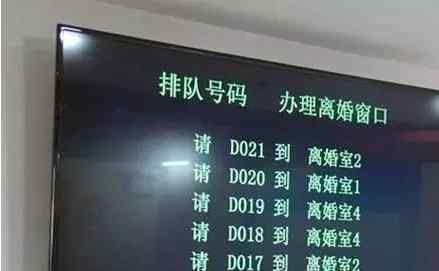 排队号码 办理离婚窗口
请 D021 到 离婚室2
请 D020 到 离婚室1
请 D019 到 离婚室4
请 D018 到 离婚室4
请 D017 到 离婚室2